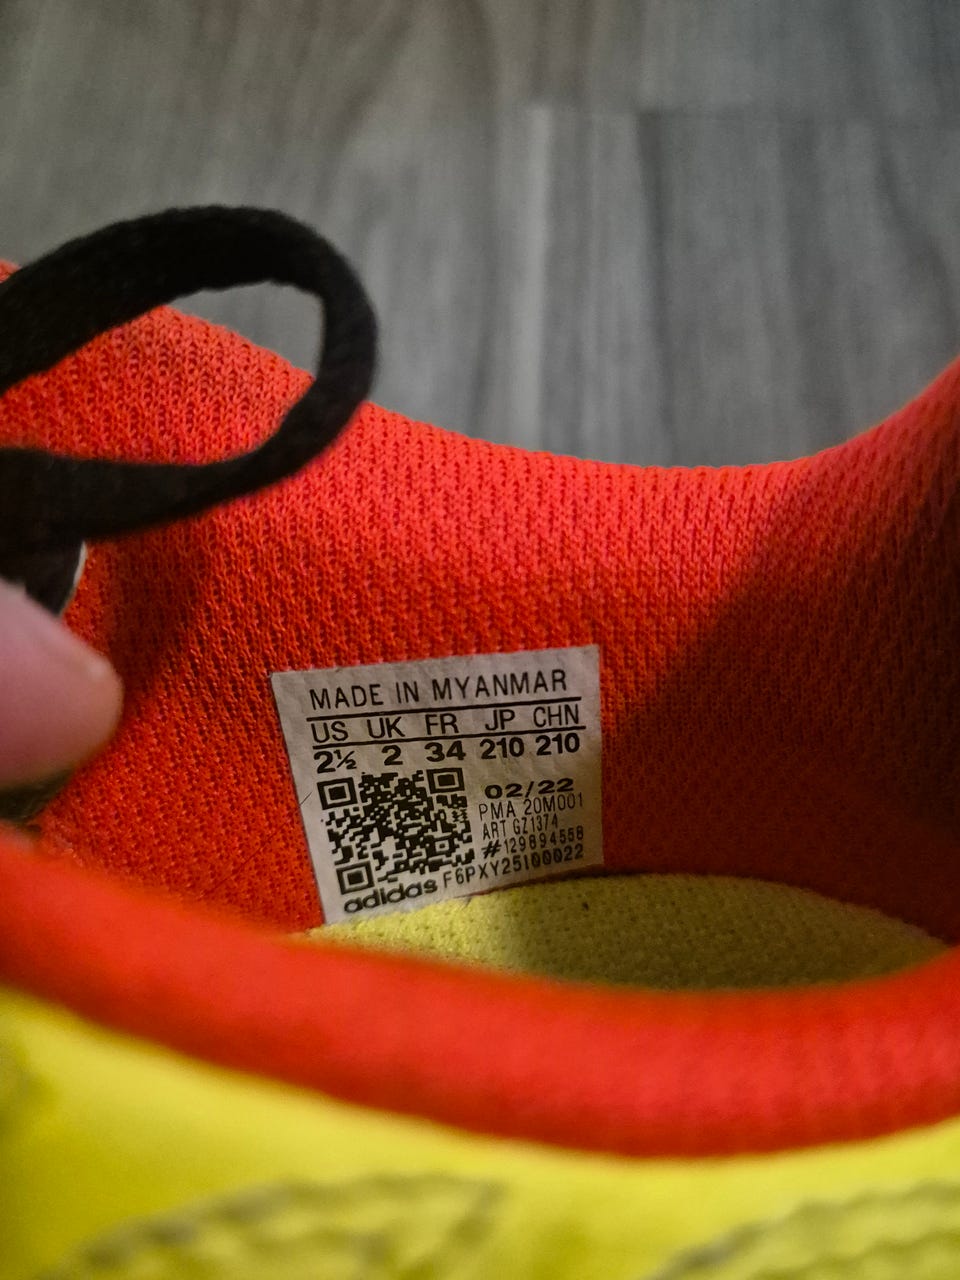 MADE IN MYANMAR
US UK FR JP CHN
2½ 2 34 210 210
02/22
PMA 20M001
ART GZ1374
#129894558
F6PXY25100022
adidas